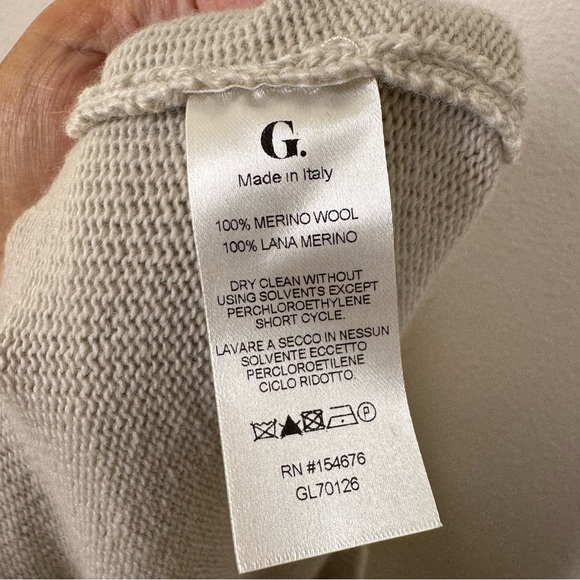 G.
Made in Italy
100% MERINO WOOL
100% LANA MERINO
DRY CLEAN WITHOUT
USING SOLVENTS EXCEPT
PERCHLOROETHYLENE
SHORT CYCLE.
LAVARE A SECCO IN NESSUN
SOLVENTE ECCETTO
PERCLOROETILENE
CICLO RIDOTTO.
P
RN #154676
GL70126